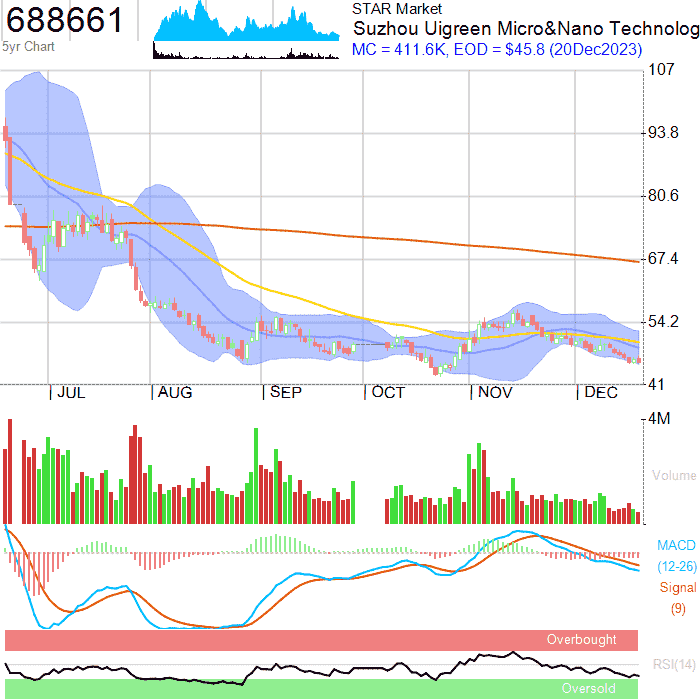 688661
5yr Chart
STAR Market
Suzhou Uigreen Micro&Nano Technolog
MC = 411.6K, EOD = $45.8 (20Dec2023)
107
93.8
80.6
67.4
54.2
41
JUL AUG SEP OCT NOV DEC
4M
Volume
MACD
(12-26)
Signal
(9)
Overbought
RSI(14)
Oversold